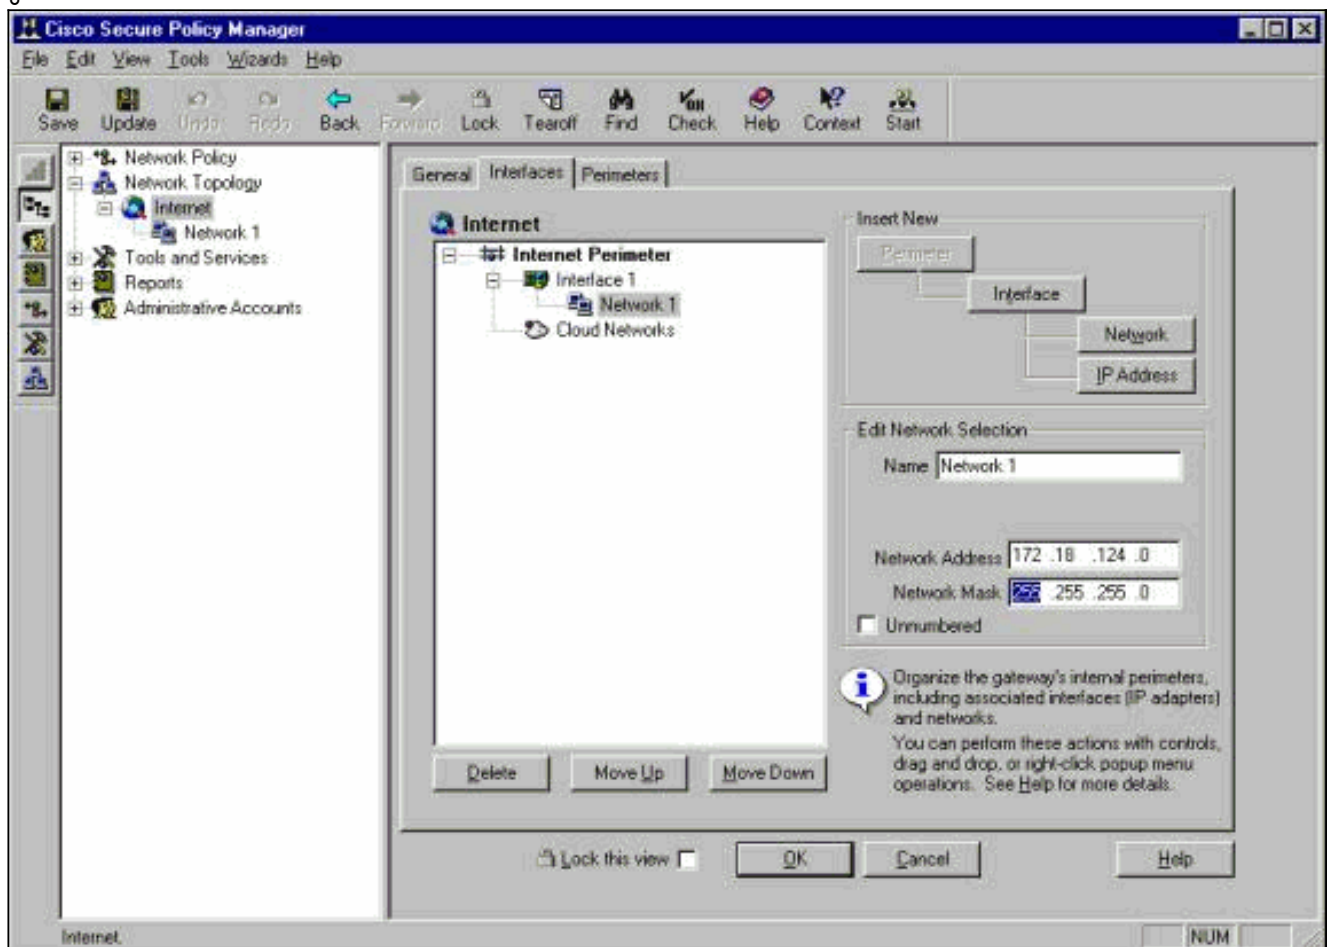 Cisco Secure Policy Manager
File Edit View Tools Wizards Help
Save Update Undo Redo Back Forward Lock Tearoff Find Check Help Context Start
Network Policy
Network Topology
Internet
Network 1
Tools and Services
Reports
Administrative Accounts
General Interfaces Perimeters
Internet
Internet Perimeter
Interface 1
Network 1
Cloud Networks
Delete Move Up Move Down
Insert New
Perimeter
Interface
Network
IP Address
Edit Network Selection
Name Network 1
Network Address 172 .18 .124 .0
Network Mask 255 .255 .255 .0
Unnumbered
Organize the gateway's internal perimeters,
including associated interfaces (IP adapters)
and networks.
You can perform these actions with controls,
drag and drop, or right-click popup menu
operations. See Help for more details.
Lock this view OK Cancel Help
Internet. NUM